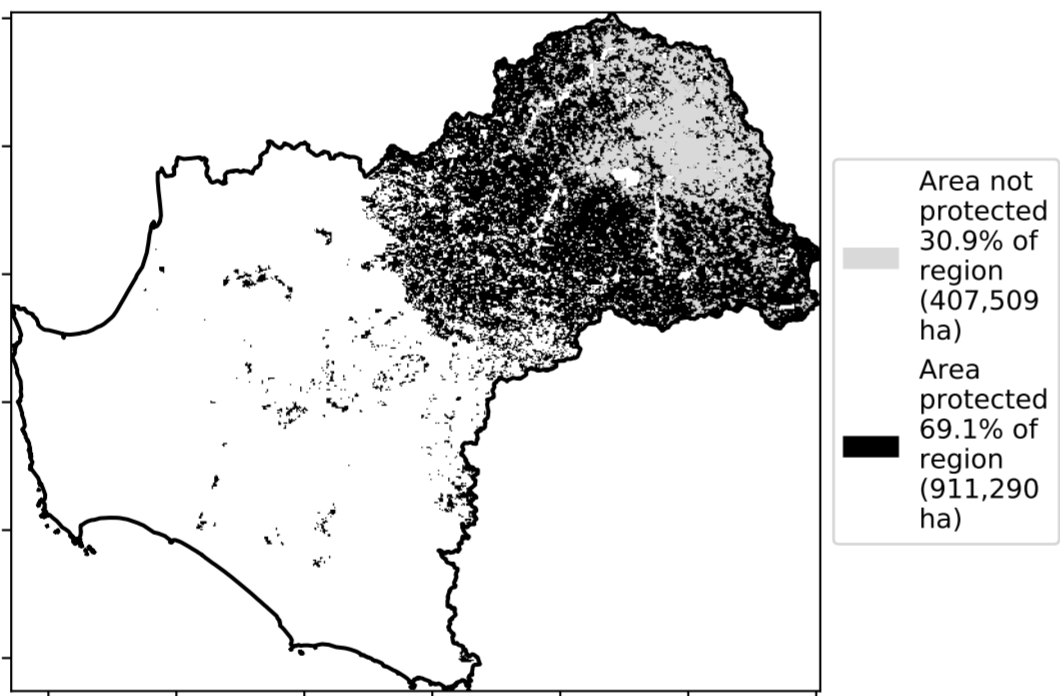 Area not
protected
30.9% of
region
(407,509
ha)
Area
protected
69.1% of
region
(911,290
ha)